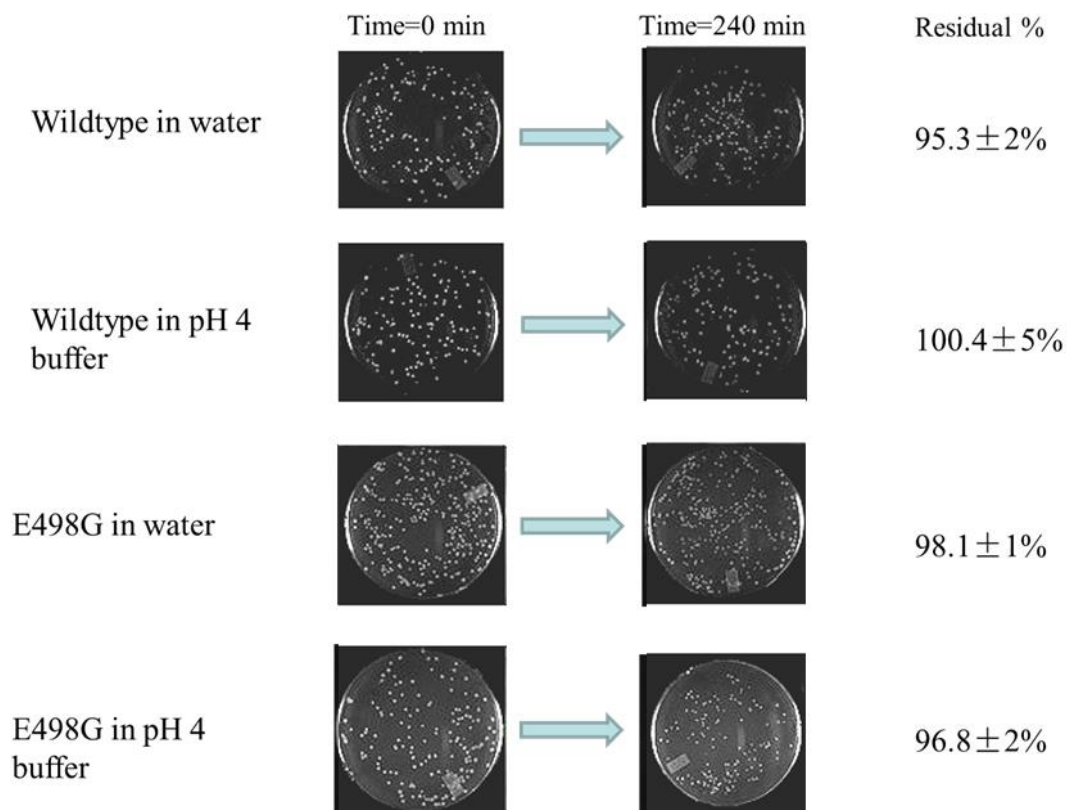 Time=0 min Time=240 min Residual %
Wildtype in water 95.3±2%
Wildtype in pH 4
buffer
100.4±5%
E498G in water 98.1±1%
E498G in pH 4
buffer
96.8±2%